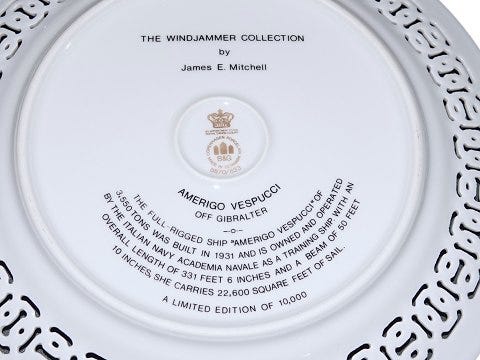 THE WINDJAMMER COLLECTION
by
James E. Mitchell
B&G
AMERIGO VESPUCCI
OFF GIBRALTER
THE FULL-RIGGED SHIP "AMERIGO VESPUCCI" OF
3,550 TONS WAS BUILT IN 1931 AND IS OWNED AND OPERATED
BY THE ITALIAN NAVY ACADEMIA NAVALE AS A TRAINING SHIP. WITH AN
OVERALL LENGTH OF 331 FEET 6 INCHES AND A BEAM OF 50 FEET
10 INCHES, SHE CARRIES 22,600 SQUARE FEET OF SAIL.
A LIMITED EDITION OF 10,000